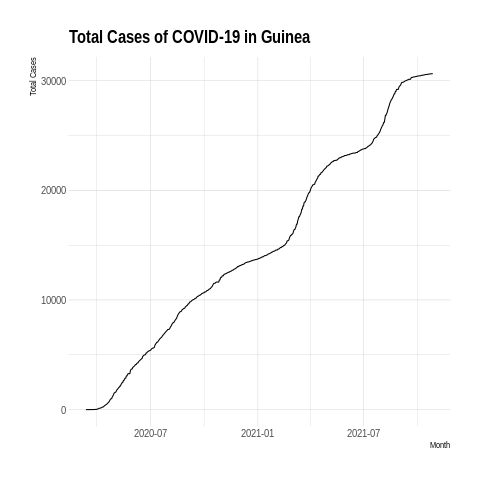 Total Cases of COVID-19 in Guinea
Total Cases
30000
20000
10000
0
2020-07
2021-01
2021-07
Month